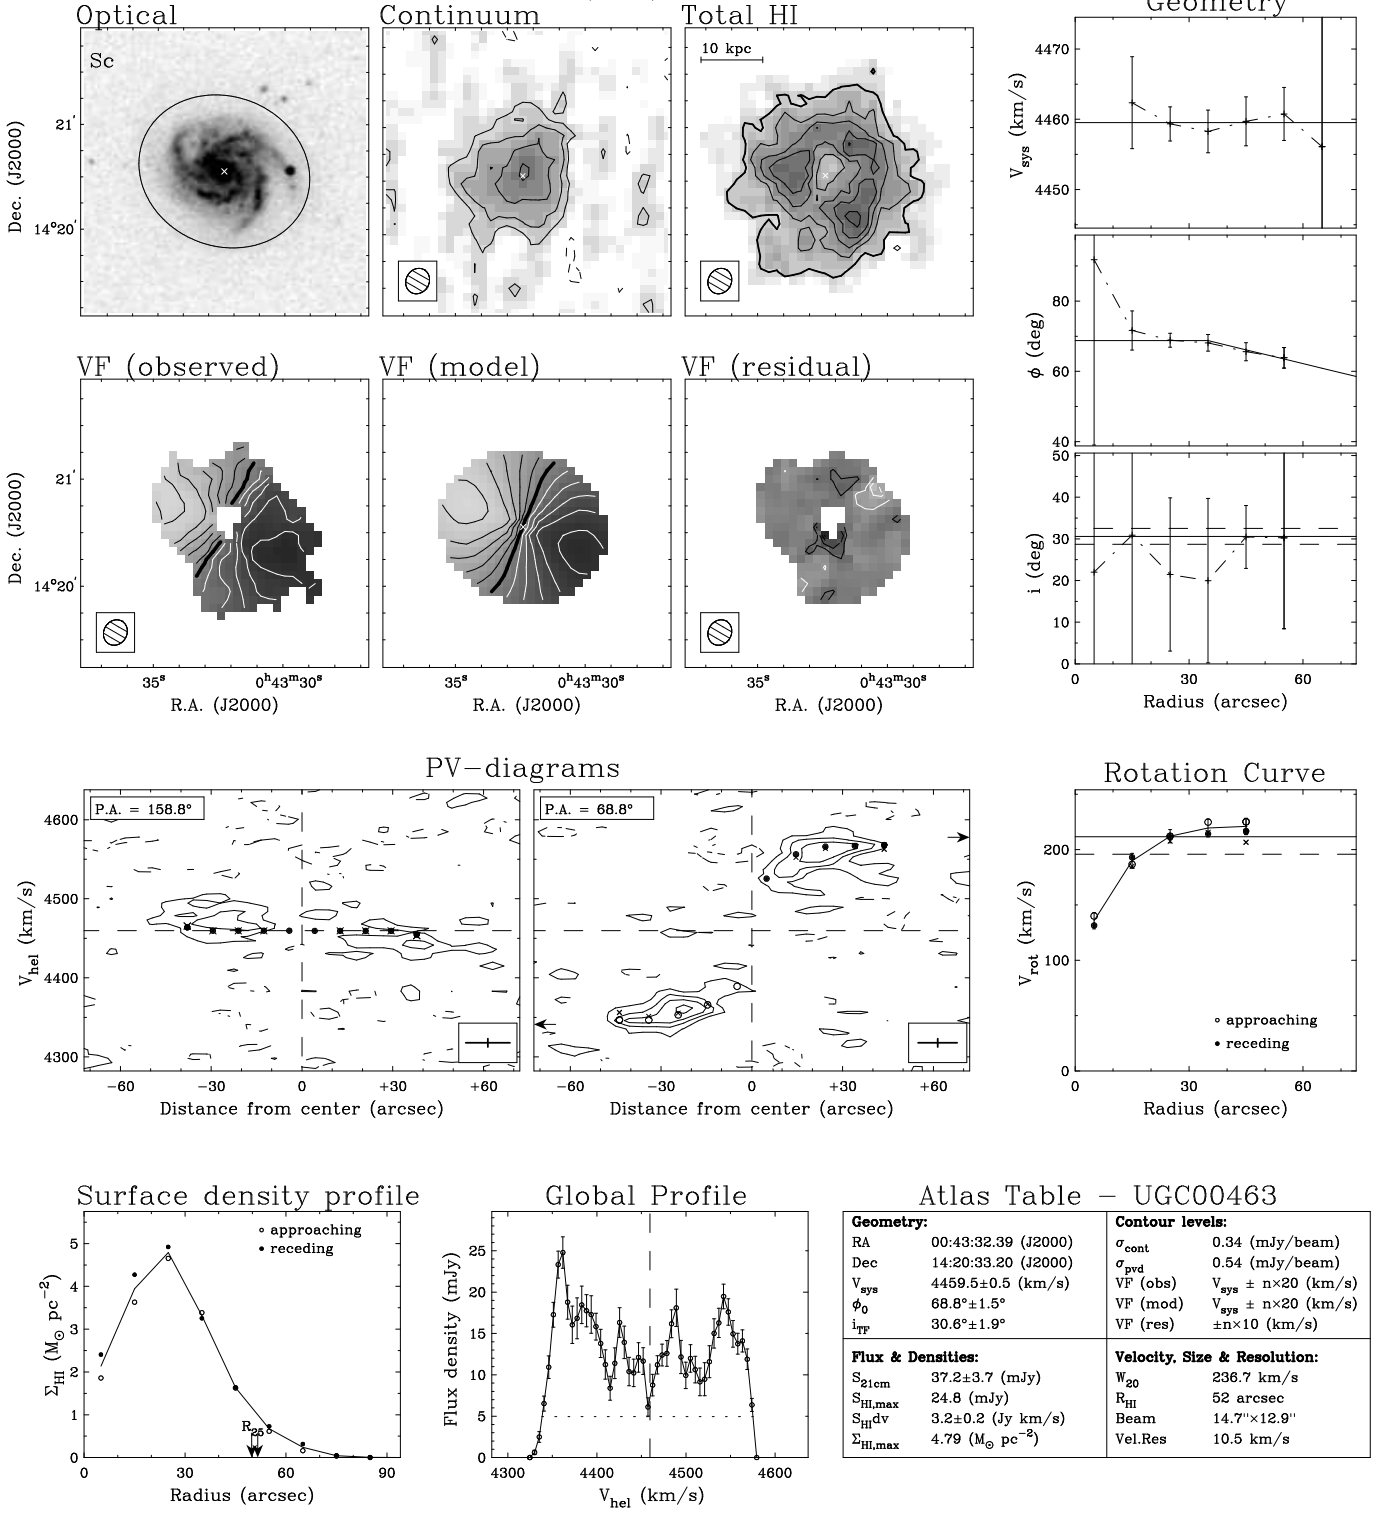 Optical
Continuum
Total HI
Geometry
Sc
10 kpc
Dec. (J2000)
21'
14°20'
V_sys (km/s)
4470
4460
4450
ϕ (deg)
80
60
40
VF (observed)
VF (model)
VF (residual)
Dec. (J2000)
21'
14°20'
i (deg)
50
40
30
20
10
0
35ˢ 0ʰ43ᵐ30ˢ
35ˢ 0ʰ43ᵐ30ˢ
35ˢ 0ʰ43ᵐ30ˢ
R.A. (J2000)
R.A. (J2000)
R.A. (J2000)
0 30 60
Radius (arcsec)
PV-diagrams
P.A. = 158.8°
P.A. = 68.8°
V_hel (km/s)
4600
4500
4400
4300
-60 -30 0 +30 +60
-60 -30 0 +30 +60
Distance from center (arcsec)
Distance from center (arcsec)
Rotation Curve
V_rot (km/s)
200
100
0
approaching
receding
0 30 60
Radius (arcsec)
Surface density profile
approaching
receding
Σ_HI (M_⊙ pc⁻²)
5
4
3
2
1
0
R_25
0 30 60 90
Radius (arcsec)
Global Profile
Flux density (mJy)
25
20
15
10
5
0
4300 4400 4500 4600
V_hel (km/s)
Atlas Table - UGC00463
Geometry:
RA 00:43:32.39 (J2000)
Dec 14:20:33.20 (J2000)
V_sys 4459.5±0.5 (km/s)
ϕ_0 68.8°±1.5°
i_TF 30.6°±1.9°
Contour levels:
σ_cont 0.34 (mJy/beam)
σ_pvd 0.54 (mJy/beam)
VF (obs) V_sys ± n×20 (km/s)
VF (mod) V_sys ± n×20 (km/s)
VF (res) ±n×10 (km/s)
Flux & Densities:
S_21cm 37.2±3.7 (mJy)
S_HI,max 24.8 (mJy)
S_HIdv 3.2±0.2 (Jy km/s)
Σ_HI,max 4.79 (M_⊙ pc⁻²)
Velocity, Size & Resolution:
W_20 236.7 km/s
R_HI 52 arcsec
Beam 14.7"×12.9"
Vel.Res 10.5 km/s